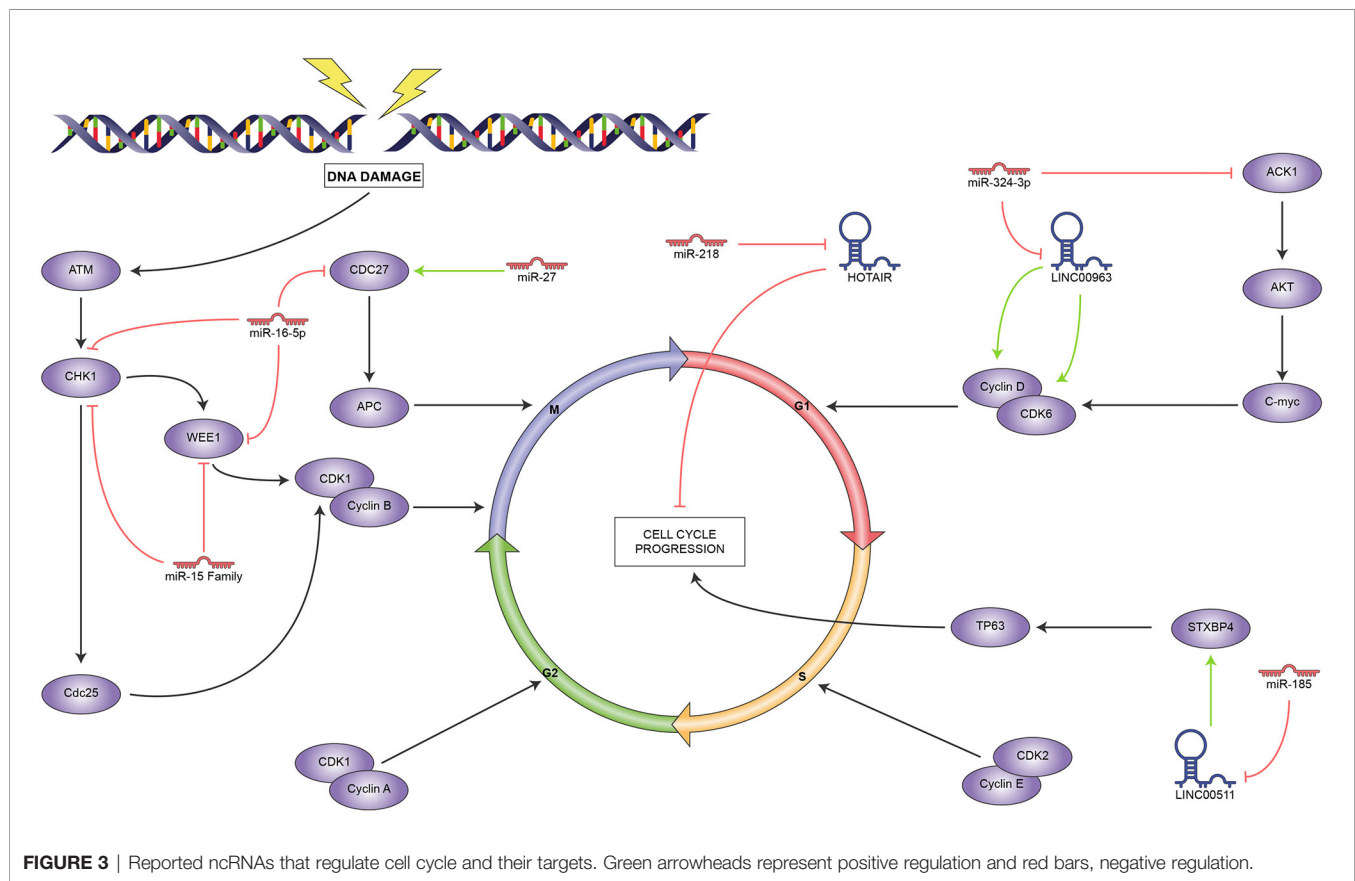 DNA DAMAGE
miR-324-3p
ACK1
miR-218
HOTAIR
LINC00963
ATM
CDC27
miR-27
AKT
miR-16-5p
CHK1
APC
M
G1
Cyclin D
CDK6
C-myc
WEE1
CDK1
Cyclin B
CELL CYCLE
PROGRESSION
miR-15 Family
TP63
STXBP4
Cdc25
G2
S
miR-185
CDK1
Cyclin A
CDK2
Cyclin E
LINC00511
FIGURE 3 | Reported ncRNAs that regulate cell cycle and their targets. Green arrowheads represent positive regulation and red bars, negative regulation.